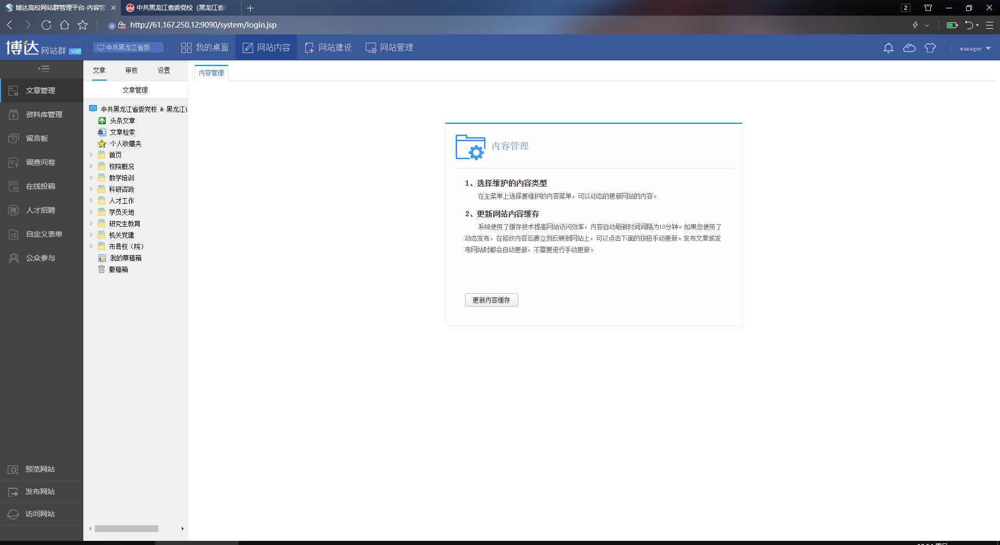 博达高校网站群管理平台-内容管
中共黑龙江省委党校（黑龙江省行
2
http://61.167.250.12:9090/system/login.jsp
博达 网站群 V10
中共黑龙江省委...
我的桌面
网站内容
网站建设
网站管理
manager
文章管理
资料库管理
留言板
调查问卷
在线投稿
聘 人才招聘
自定义表单
公众参与
预览网站
发布网站
访问网站
文章 审核 设置
文章管理
中共黑龙江省委党校 & 黑龙江省
头条文章
文章检索
个人收藏夹
首页
校院概况
教学培训
科研咨政
人才工作
学员天地
研究生教育
机关党建
市县校（院）
我的草稿箱
撤稿箱
内容管理
内容管理
1、选择维护的内容类型
在主菜单上选择要维护的内容菜单，可以动态的更新网站的内容。
2、更新网站内容缓存
系统使用了缓存技术提高网站访问效率，内容自动刷新时间间隔为10分钟。如果您使用了
动态发布，在修改内容后要立刻反映到网站上，可以点击下面的按钮手动更新。发布文章或发
布网站时都会自动更新，不需要进行手动更新。
更新内容缓存